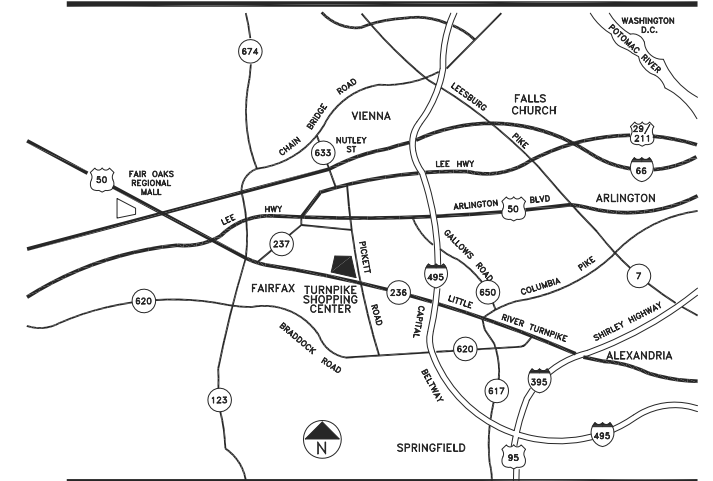 WASHINGTON
D.C.
POTOMAC RIVER
674
CHAIN BRIDGE ROAD
VIENNA
LEESBURG PIKE
FALLS
CHURCH
29/
211
NUTLEY
ST
633
LEE HWY
66
50
FAIR OAKS
REGIONAL
MALL
LEE HWY
ARLINGTON BLVD
50
ARLINGTON
237
PICKETT ROAD
GALLOWS ROAD
495
650
COLUMBIA PIKE
7
620
FAIRFAX
TURNPIKE
SHOPPING
CENTER
236
LITTLE RIVER TURNPIKE
SHIRLEY HIGHWAY
BRADDOCK
ROAD
CAPITAL BELTWAY
620
ALEXANDRIA
395
617
123
N
SPRINGFIELD
495
95